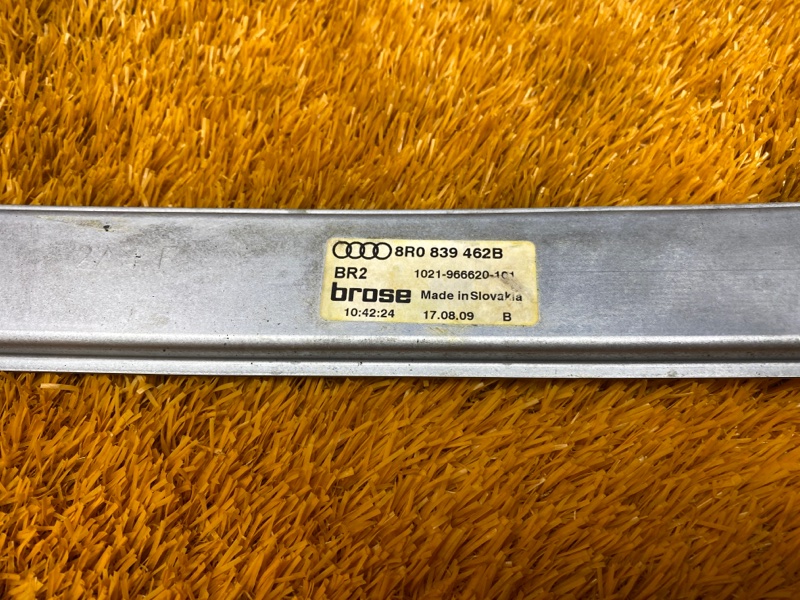 8R0 839 462B
BR2 1021-966620-101
brose Made in Slovakia
10:42:24 17.08.09 B